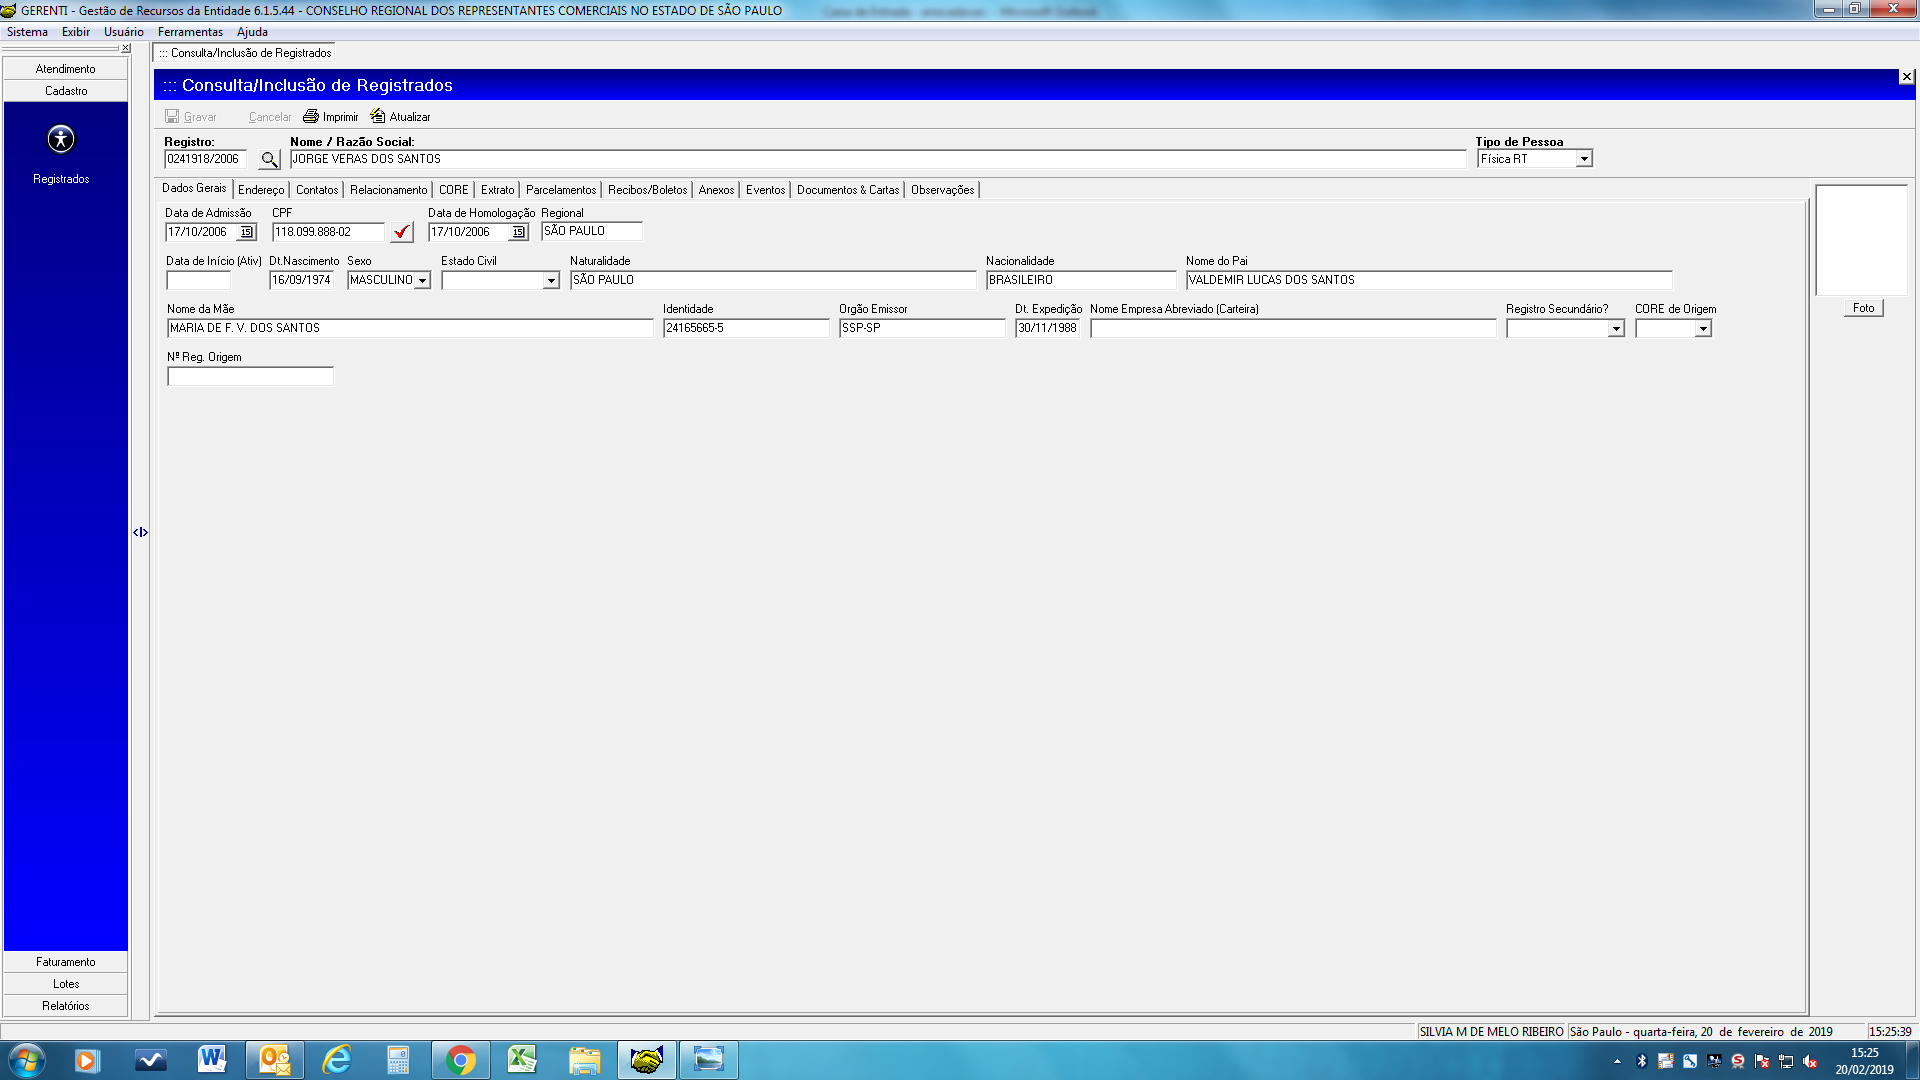 GERENTI - Gestão de Recursos da Entidade 6.1.5.44 - CONSELHO REGIONAL DOS REPRESENTANTES COMERCIAIS NO ESTADO DE SÃO PAULO
Sistema Exibir Usuário Ferramentas Ajuda
::: Consulta/Inclusão de Registrados
Atendimento
Cadastro
Registrados
::: Consulta/Inclusão de Registrados
Gravar Cancelar Imprimir Atualizar
Registro: Nome / Razão Social: Tipo de Pessoa
0241918/2006 JORGE VERAS DOS SANTOS Física RT
Dados Gerais Endereço Contatos Relacionamento CORE Extrato Parcelamentos Recibos/Boletos Anexos Eventos Documentos & Cartas Observações
Data de Admissão CPF Data de Homologação Regional
17/10/2006 15 118.099.888-02 17/10/2006 15 SÃO PAULO
Data de Início (Ativ) Dt.Nascimento Sexo Estado Civil Naturalidade Nacionalidade Nome do Pai
16/09/1974 MASCULINO SÃO PAULO BRASILEIRO VALDEMIR LUCAS DOS SANTOS
Nome da Mãe Identidade Orgão Emissor Dt. Expedição Nome Empresa Abreviado (Carteira) Registro Secundário? CORE de Origem
MARIA DE F. V. DOS SANTOS 24165665-5 SSP-SP 30/11/1988
Foto
Nº Reg. Origem
Faturamento
Lotes
Relatórios
SILVIA M DE MELO RIBEIRO São Paulo - quarta-feira, 20 de fevereiro de 2019 15:25:39
15:25
20/02/2019